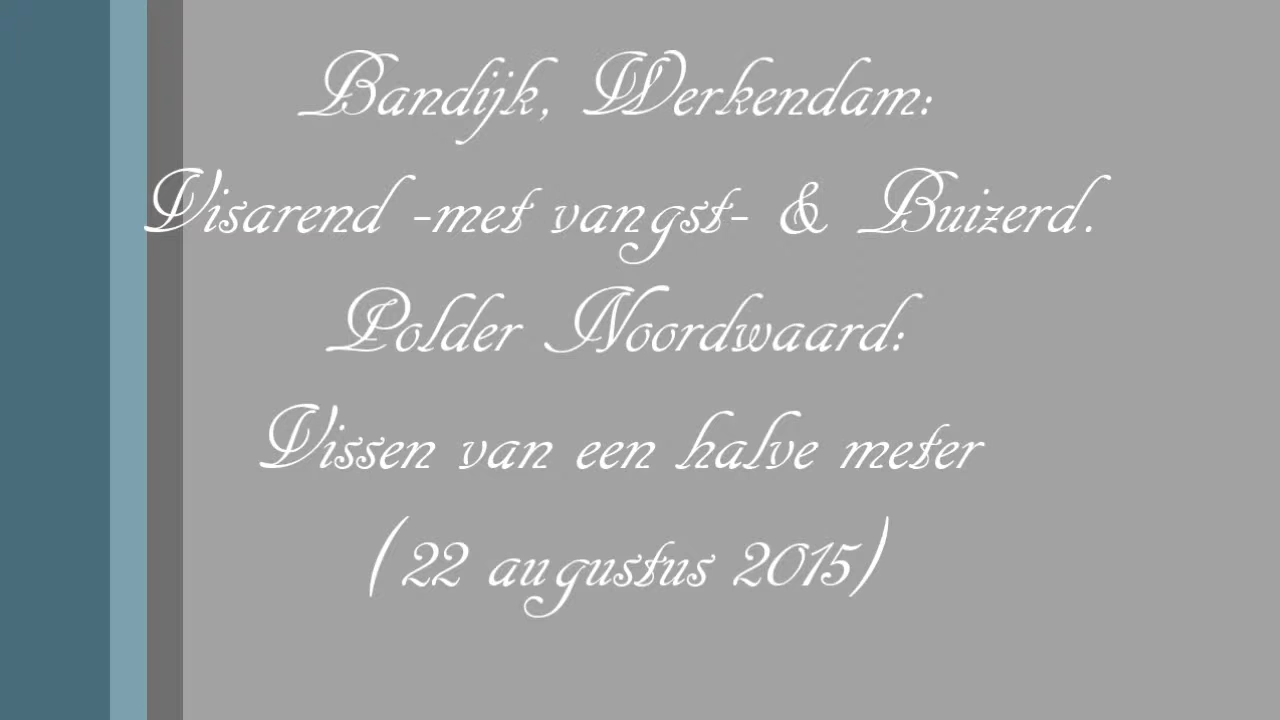 Bandijk, Werkendam:
Visarend -met vangst- & Buizerd.
Polder Noordwaard:
Vissen van een halve meter
(22 augustus 2015)